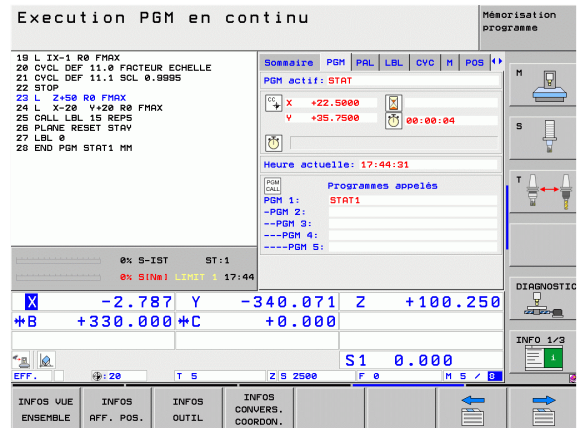 Execution PGM en continu
Mémorisation
programme
19 L IX-1 R0 FMAX
20 CYCL DEF 11.0 FACTEUR ECHELLE
21 CYCL DEF 11.1 SCL 0.9995
22 STOP
23 L Z+50 R0 FMAX
24 L X-20 Y+20 R0 FMAX
25 CALL LBL 15 REP5
26 PLANE RESET STAY
27 LBL 0
28 END PGM STAT1 MM
Sommaire PGM PAL LBL CYC M POS
PGM actif: STAT
CC X +22.5000
Y +35.7500 00:00:04
Heure actuelle: 17:44:31
PGM
CALL
Programmes appelés
PGM 1: STAT1
-PGM 2:
--PGM 3:
---PGM 4:
----PGM 5:
0% S-IST ST:1
0% S[Nm] LIMIT 1 17:44
X -2.787 Y -340.071 Z +100.250
B +330.000 C +0.000
S1 0.000
EFF. :20 T 5 Z S 2500 F 0 M 5 / 8
M
S
T
DIAGNOSTIC
INFO 1/3
1
INFOS VUE
ENSEMBLE
INFOS
AFF. POS.
INFOS
OUTIL
INFOS
CONVERS.
COORDON.